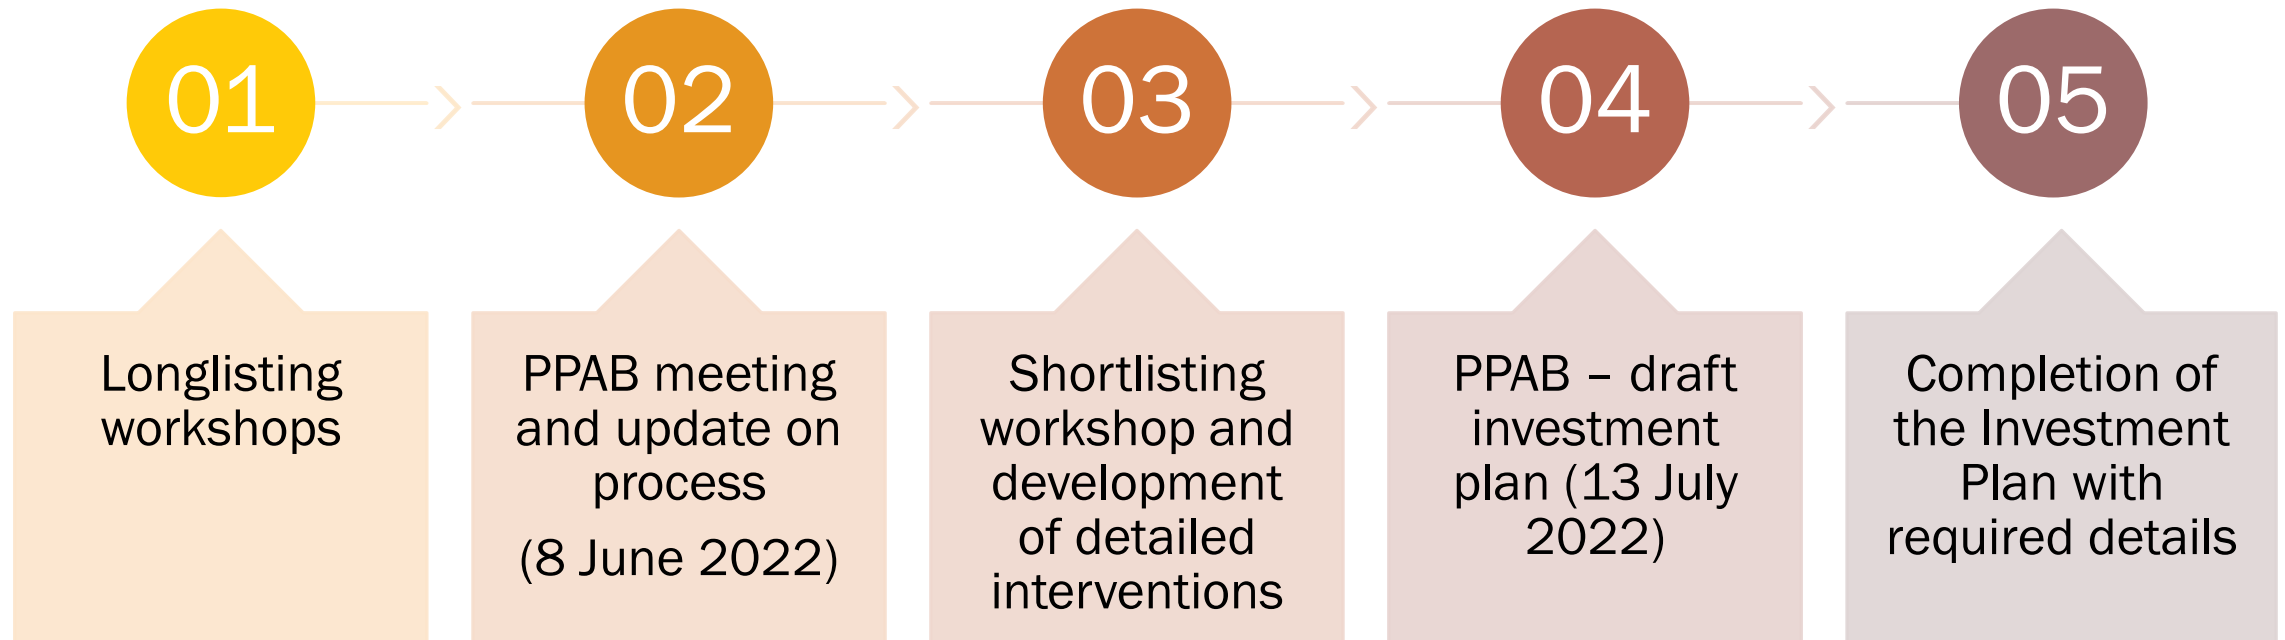 01
02
03
04
05
Longlisting
workshops
PPAB meeting
and update on
process
(8 June 2022)
Shortlisting
workshop and
development
of detailed
interventions
PPAB – draft
investment
plan (13 July
2022)
Completion of
the Investment
Plan with
required details